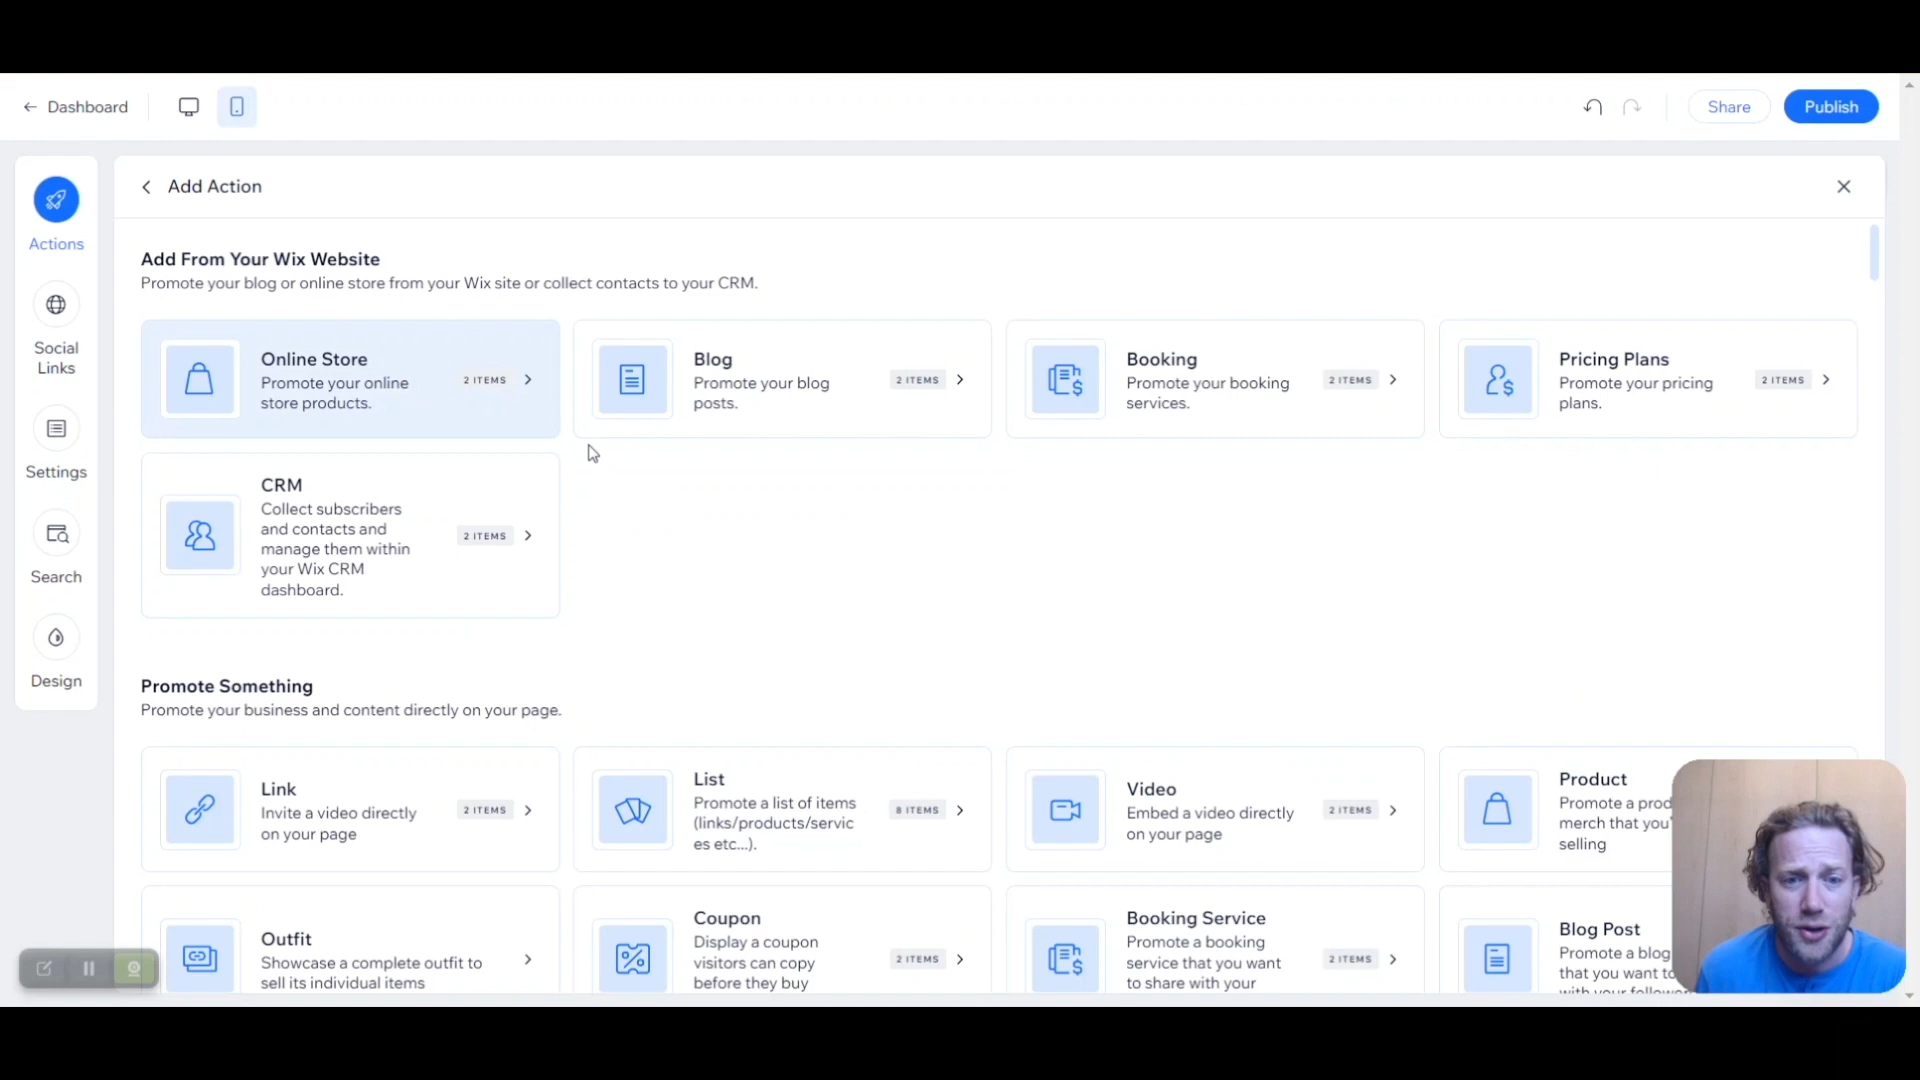 Dashboard
Share
Publish
Actions
Social
Links
Settings
Search
Design
Add Action
Add From Your Wix Website
Promote your blog or online store from your Wix site or collect contacts to your CRM.
Online Store
Promote your online
store products.
2 ITEMS
Blog
Promote your blog
posts.
2 ITEMS
Booking
Promote your booking
services.
2 ITEMS
Pricing Plans
Promote your pricing
plans.
2 ITEMS
CRM
Collect subscribers
and contacts and
manage them within
your Wix CRM
dashboard.
2 ITEMS
Promote Something
Promote your business and content directly on your page.
Link
Invite a video directly
on your page
2 ITEMS
List
Promote a list of items
(links/products/servic
es etc...).
8 ITEMS
Video
Embed a video directly
on your page
2 ITEMS
Product
Promote a prod
merch that you'
selling
Outfit
Showcase a complete outfit to
sell its individual items
Coupon
Display a coupon
visitors can copy
before they buy
2 ITEMS
Booking Service
Promote a booking
service that you want
to share with your
2 ITEMS
Blog Post
Promote a blog
that you want to
with your follower